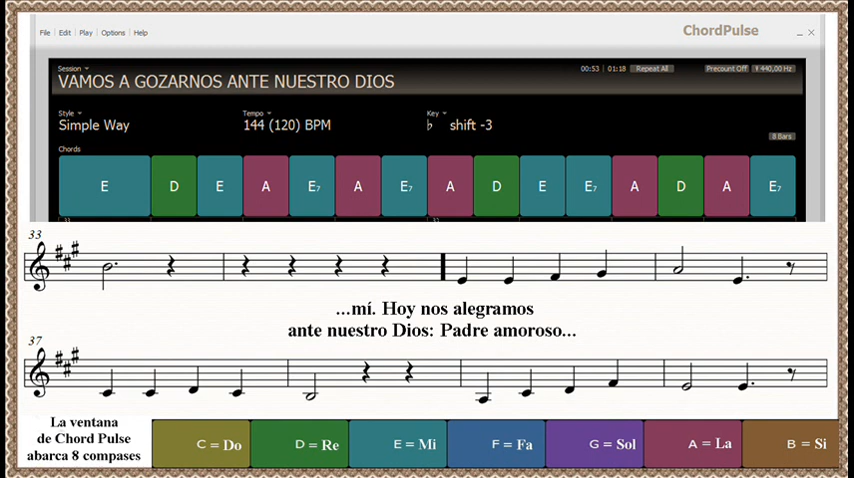 ChordPulse
File Edit Play Options Help
Session
00:53 01:18 Repeat All Precount Off 440,00 Hz
VAMOS A GOZARNOS ANTE NUESTRO DIOS
Style Tempo Key
Simple Way 144 (120) BPM ♭ shift -3
8 Bars
Chords
E D E A E7 A E7 A D E E7 A D A E7
33
...mí. Hoy nos alegramos
ante nuestro Dios: Padre amoroso...
37
La ventana
de Chord Pulse
abarca 8 compases
C = Do D = Re E = Mi F = Fa G = Sol A = La B = Si